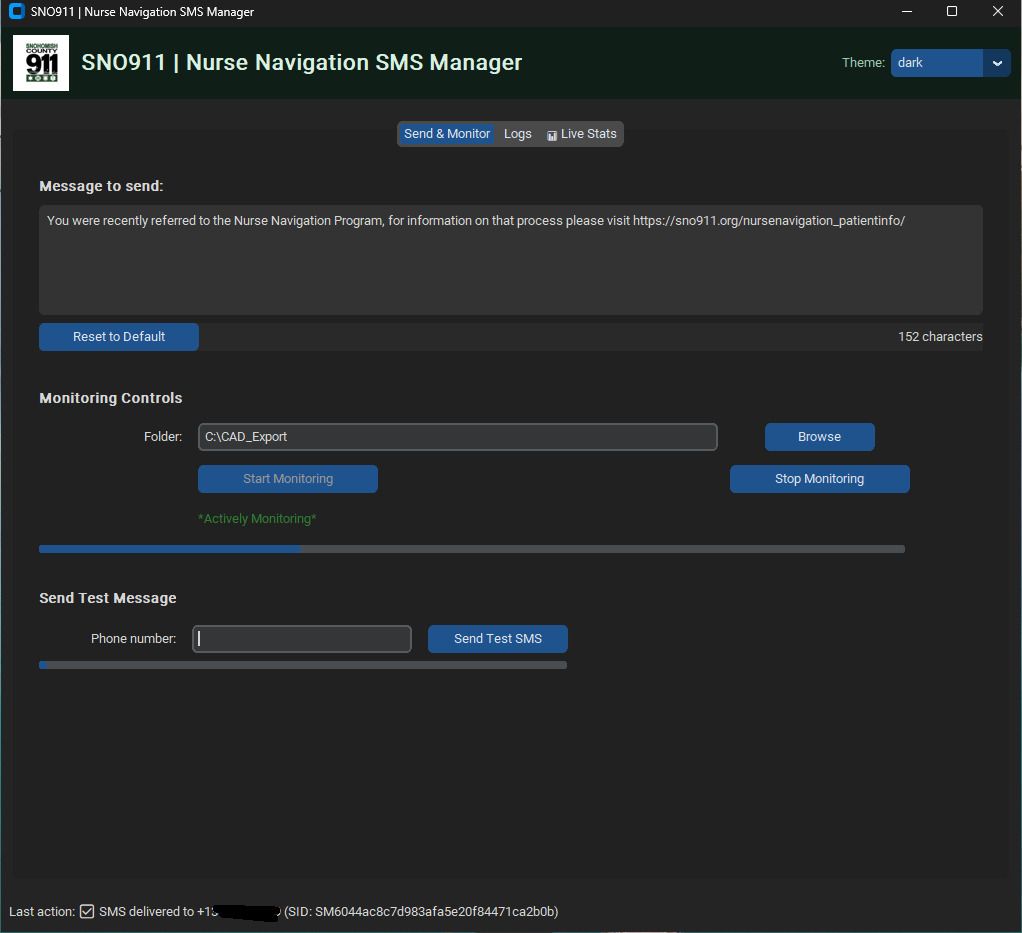 SNO911 | Nurse Navigation SMS Manager
SNOHOMISH
COUNTY
911
SNO911 | Nurse Navigation SMS Manager
Theme: dark
Send & Monitor Logs Live Stats
Message to send:
You were recently referred to the Nurse Navigation Program, for information on that process please visit https://sno911.org/nursenavigation_patientinfo/
Reset to Default 152 characters
Monitoring Controls
Folder: C:\CAD_Export Browse
Start Monitoring Stop Monitoring
*Actively Monitoring*
Send Test Message
Phone number: Send Test SMS
Last action: SMS delivered to +13 (SID: SM6044ac8c7d983afa5e20f84471ca2b0b)